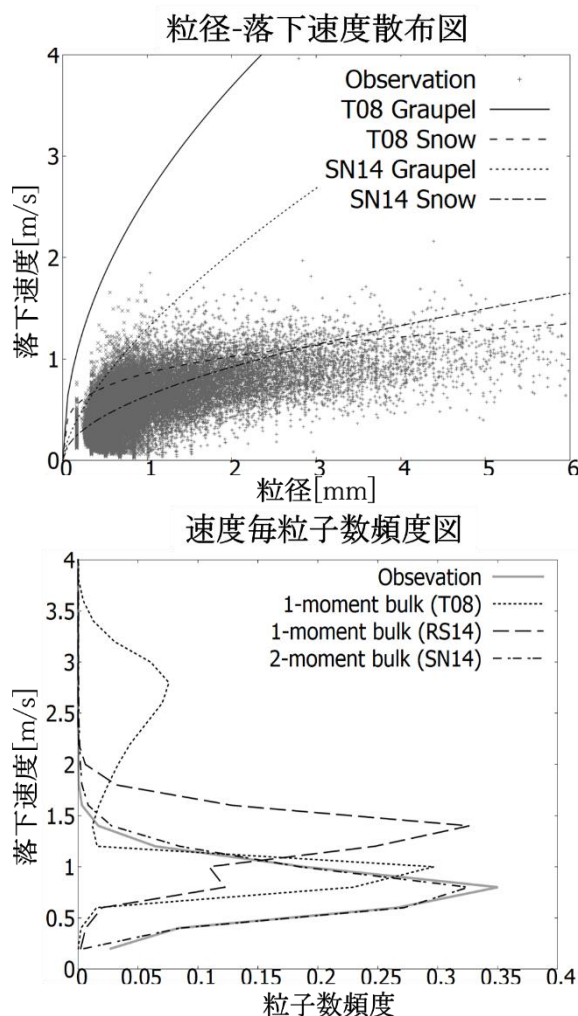 粒径-落下速度散布図
4
3
2
1
0
落下速度[m/s]
Observation
T08 Graupel
T08 Snow
SN14 Graupel
SN14 Snow
0 1 2 3 4 5 6
粒径[mm]
速度毎粒子数頻度図
4
3.5
3
2.5
2
1.5
1
0.5
0
落下速度[m/s]
Obsevation
1-moment bulk (T08)
1-moment bulk (RS14)
2-moment bulk (SN14)
0 0.05 0.1 0.15 0.2 0.25 0.3 0.35 0.4
粒子数頻度